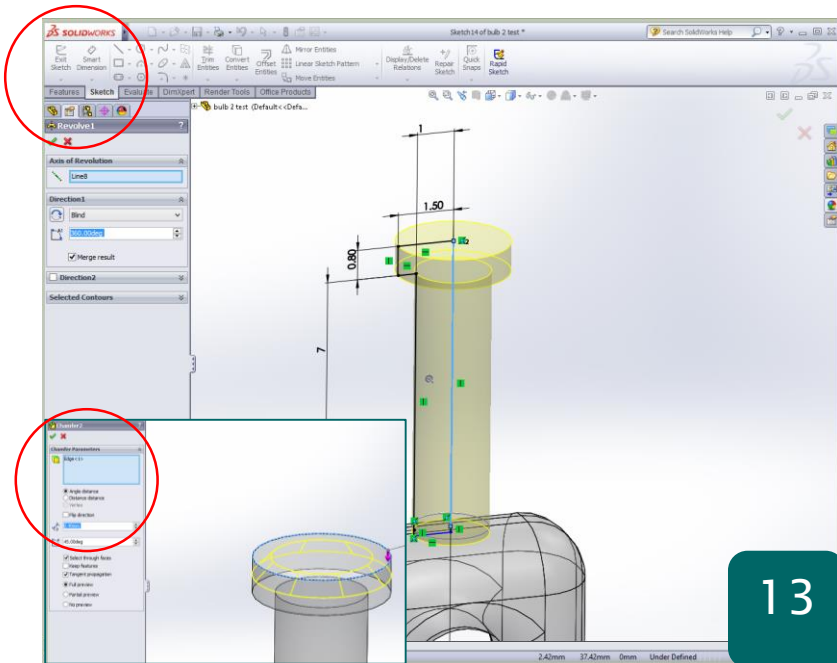 SOLIDWORKS
Sketch14 of bulb 2 test *
Search SolidWorks Help
Exit Sketch
Smart Dimension
Trim Entities
Convert Entities
Offset Entities
Mirror Entities
Linear Sketch Pattern
Move Entities
Display/Delete Relations
Repair Sketch
Quick Snaps
Rapid Sketch
Features Sketch Evaluate DimXpert Render Tools Office Products
bulb 2 test (Default<<Defa...
Revolve1
?
Axis of Revolution
Line8
Direction1
Blind
360.00deg
Merge result
Direction2
Selected Contours
1
1.50
0.80
7
Chamfer2
Chamfer Parameters
Edge<1>
Angle distance
Distance distance
Vertex
Flip direction
45.00deg
Select through faces
Keep features
Tangent propagation
Full preview
Partial preview
No preview
2.42mm 37.42mm 0mm Under Defined
13